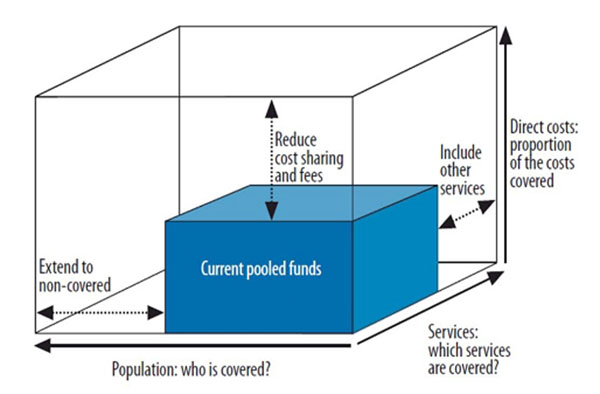 Reduce
cost sharing
and fees
Include
other
services
Direct costs:
proportion
of the costs
covered
Extend to
non-covered
Current pooled funds
Services:
which services
are covered?
Population: who is covered?